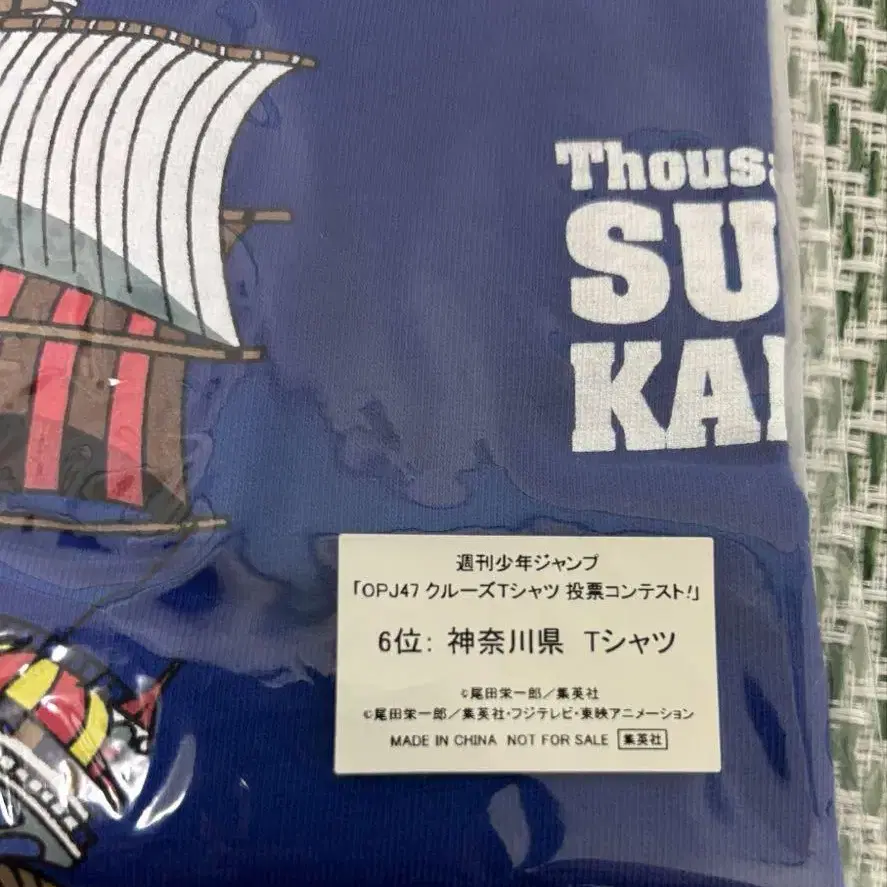 Thous
SU
KA
週刊少年ジャンプ
「OPJ47 クルーズTシャツ 投票コンテスト!」
6位: 神奈川県 Tシャツ
©尾田栄一郎/集英社
©尾田栄一郎/集英社・フジテレビ・東映アニメーション
MADE IN CHINA NOT FOR SALE 集英社